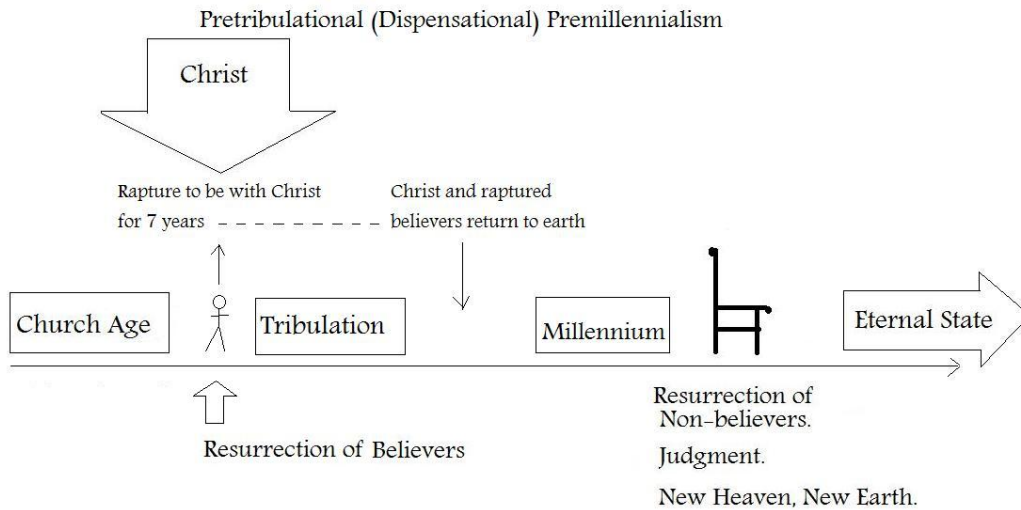 Pretribulational (Dispensational) Premillennialism
Christ
Rapture to be with Christ
for 7 years
Christ and raptured
believers return to earth
Church Age
Tribulation
Millennium
Eternal State
Resurrection of Believers
Resurrection of
Non-believers.
Judgment.
New Heaven, New Earth.